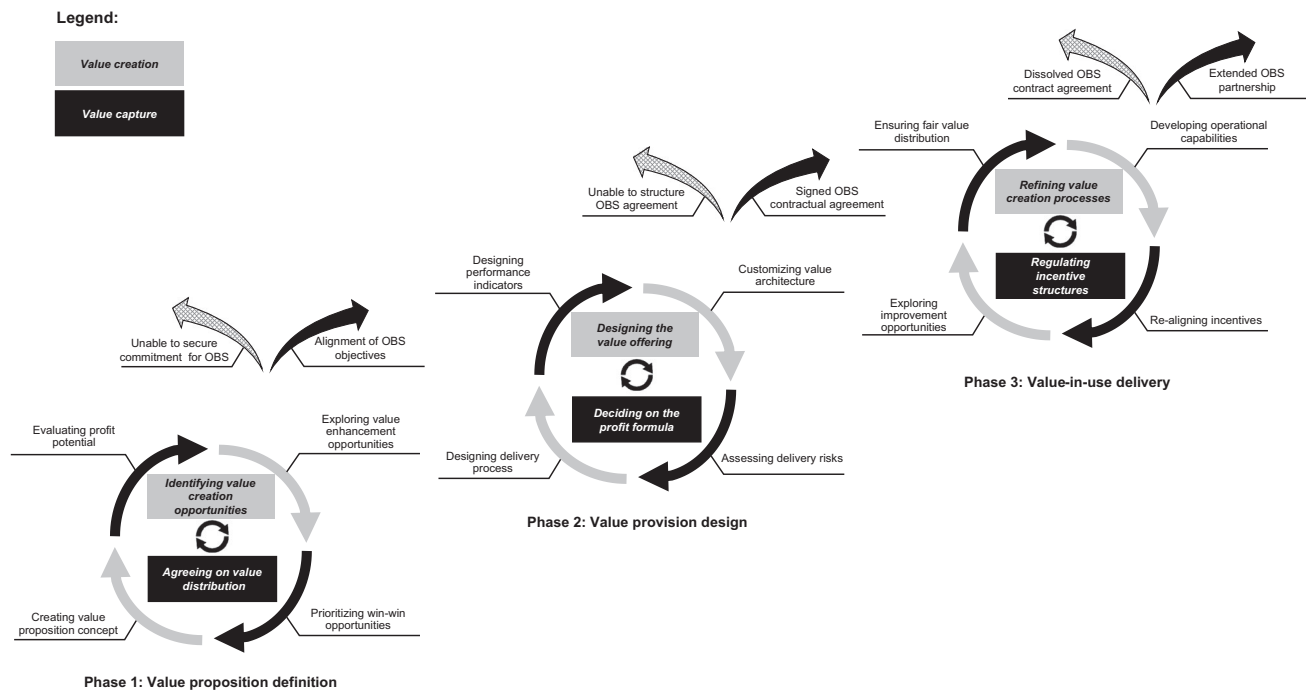 Legend:
Value creation
Value capture
Unable to secure
commitment for OBS
Alignment of OBS
objectives
Evaluating profit
potential
Exploring value
enhancement
opportunities
Identifying value
creation
opportunities
Agreeing on value
distribution
Creating value
proposition concept
Prioritizing win-win
opportunities
Phase 1: Value proposition definition
Unable to structure
OBS agreement
Signed OBS
contractual agreement
Designing
performance
indicators
Customizing value
architecture
Designing the
value offering
Deciding on the
profit formula
Designing delivery
process
Assessing delivery risks
Phase 2: Value provision design
Dissolved OBS
contract agreement
Extended OBS
partnership
Ensuring fair value
distribution
Developing operational
capabilities
Refining value
creation processes
Regulating
incentive
structures
Exploring
improvement
opportunities
Re-aligning incentives
Phase 3: Value-in-use delivery